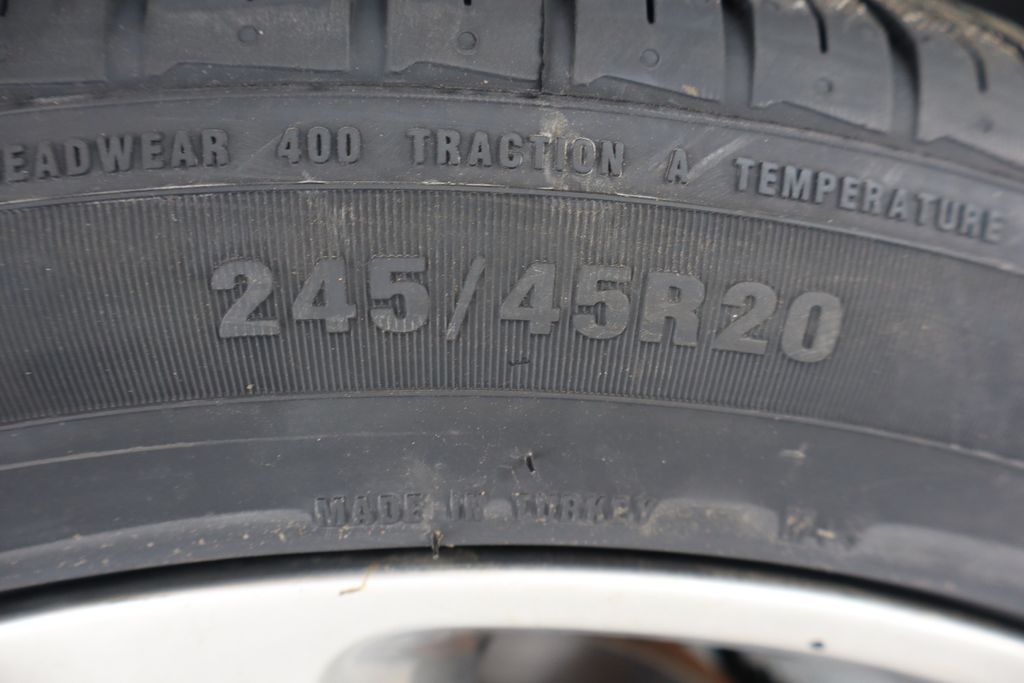 EADWEAR 400 TRACTION A TEMPERATURE
245/45R20
MADE IN TURKEY